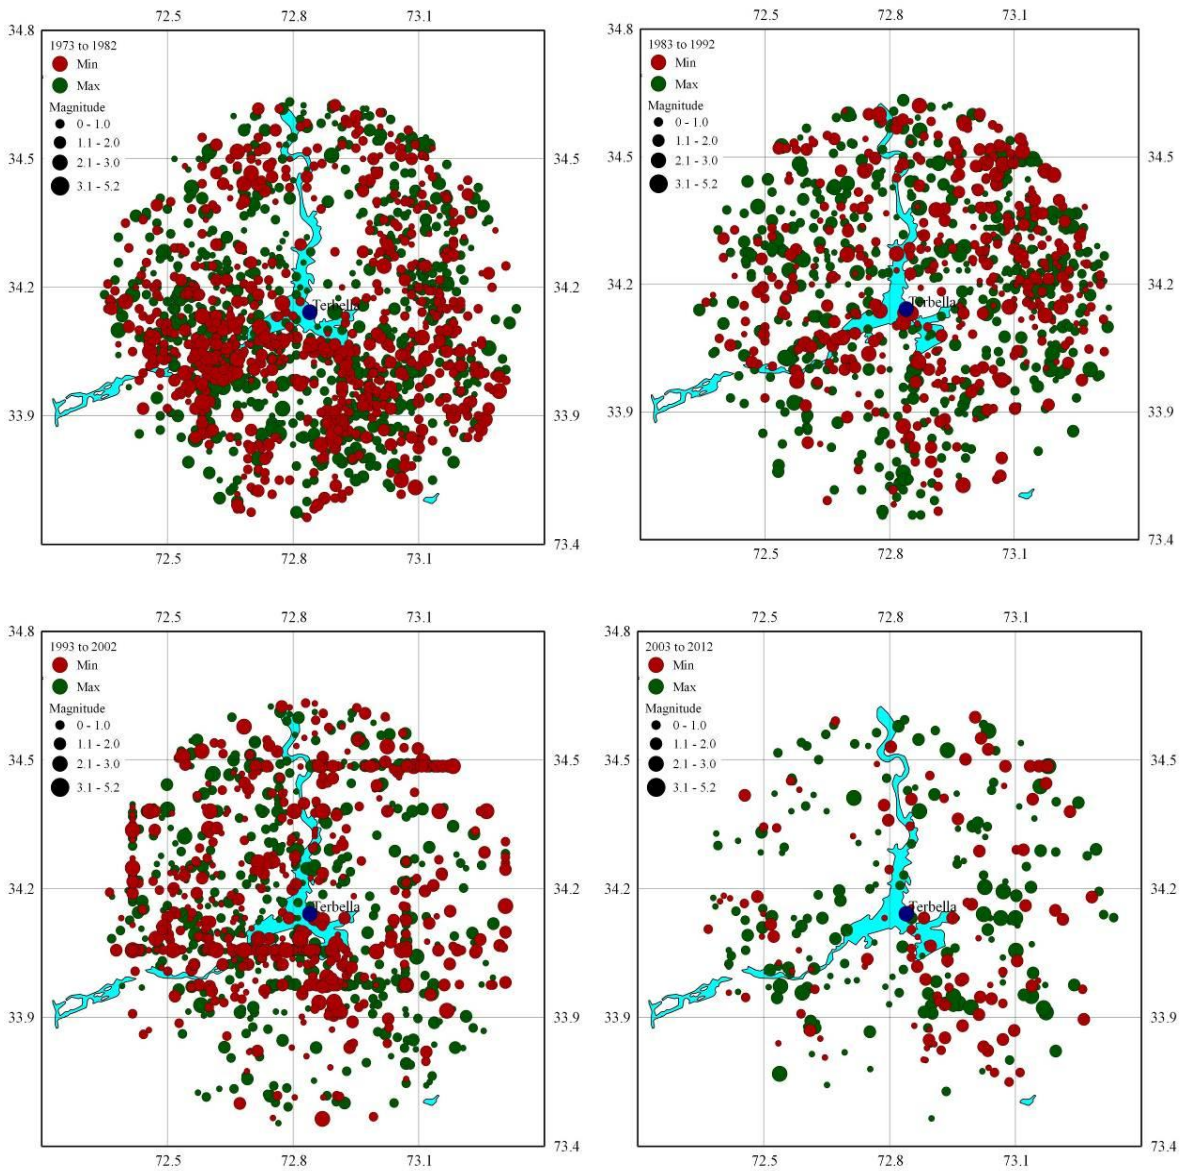 72.5 72.8 73.1
34.8
1973 to 1982
Min
Max
Magnitude
0 - 1.0
1.1 - 2.0
2.1 - 3.0
3.1 - 5.2
34.5 34.5
34.2 34.2
Terbella
33.9 33.9
73.4
72.5 72.8 73.1
72.5 72.8 73.1
34.8
1983 to 1992
Min
Max
Magnitude
0 - 1.0
1.1 - 2.0
2.1 - 3.0
3.1 - 5.2
34.5 34.5
34.2 34.2
Terbella
33.9 33.9
73.4
72.5 72.8 73.1
72.5 72.8 73.1
34.8
1993 to 2002
Min
Max
Magnitude
0 - 1.0
1.1 - 2.0
2.1 - 3.0
3.1 - 5.2
34.5 34.5
34.2 34.2
Terbella
33.9 33.9
73.4
72.5 72.8 73.1
72.5 72.8 73.1
34.8
2003 to 2012
Min
Max
Magnitude
0 - 1.0
1.1 - 2.0
2.1 - 3.0
3.1 - 5.2
34.5 34.5
34.2 34.2
Terbella
33.9 33.9
73.4
72.5 72.8 73.1